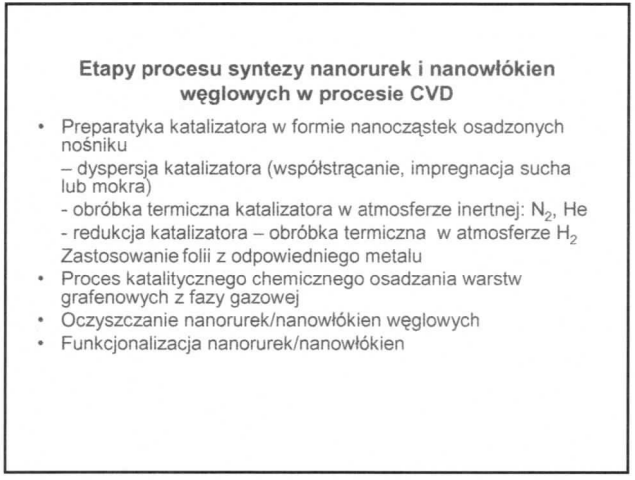 Etapy procesu syntezy nanorurek i nanowłókien
węglowych w procesie CVD
• Preparatyka katalizatora w formie nanocząstek osadzonych
nośniku
– dyspersja katalizatora (współstrącanie, impregnacja sucha
lub mokra)
- obróbka termiczna katalizatora w atmosferze inertnej: N₂, He
- redukcja katalizatora – obróbka termiczna w atmosferze H₂
Zastosowanie folii z odpowiedniego metalu
• Proces katalitycznego chemicznego osadzania warstw
grafenowych z fazy gazowej
• Oczyszczanie nanorurek/nanowłókien węglowych
• Funkcjonalizacja nanorurek/nanowłókien